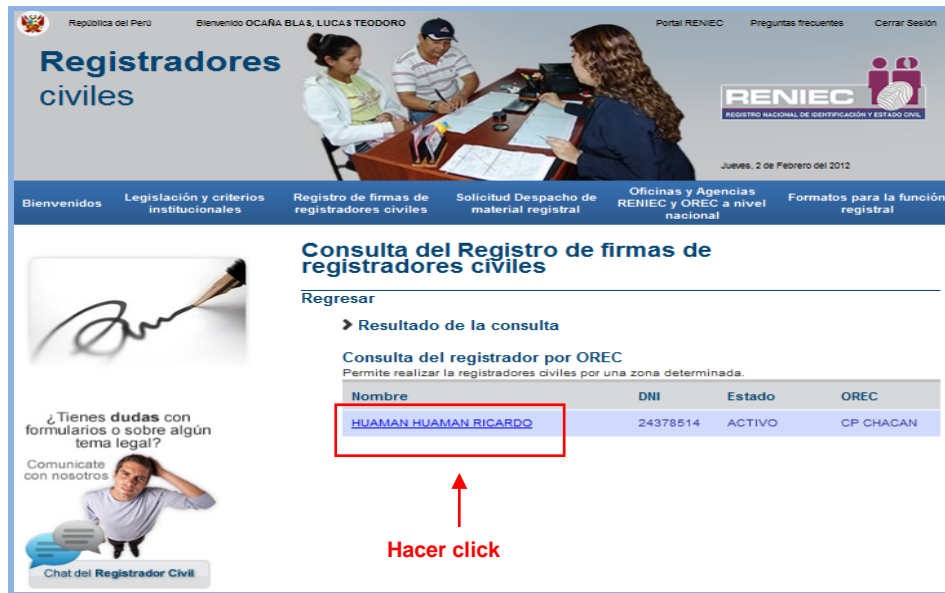 República del Perú Bienvenido OCAÑA BLAS, LUCAS TEODORO Portal RENIEC Preguntas frecuentes Cerrar Sesión
Registradores
civiles
RENIEC
REGISTRO NACIONAL DE IDENTIFICACIÓN Y ESTADO CIVIL
Jueves, 2 de Febrero del 2012
Bienvenidos
Legislación y criterios
institucionales
Registro de firmas de
registradores civiles
Solicitud Despacho de
material registral
Oficinas y Agencias
RENIEC y OREC a nivel
nacional
Formatos para la función
registral
Consulta del Registro de firmas de
registradores civiles
Regresar
Resultado de la consulta
Consulta del registrador por OREC
Permite realizar la registradores civiles por una zona determinada.
Nombre DNI Estado OREC
HUAMAN HUAMAN RICARDO 24378514 ACTIVO CP CHACAN
Hacer click
¿Tienes dudas con
formularios o sobre algún
tema legal?
Comunicate
con nosotros
Chat del Registrador Civil